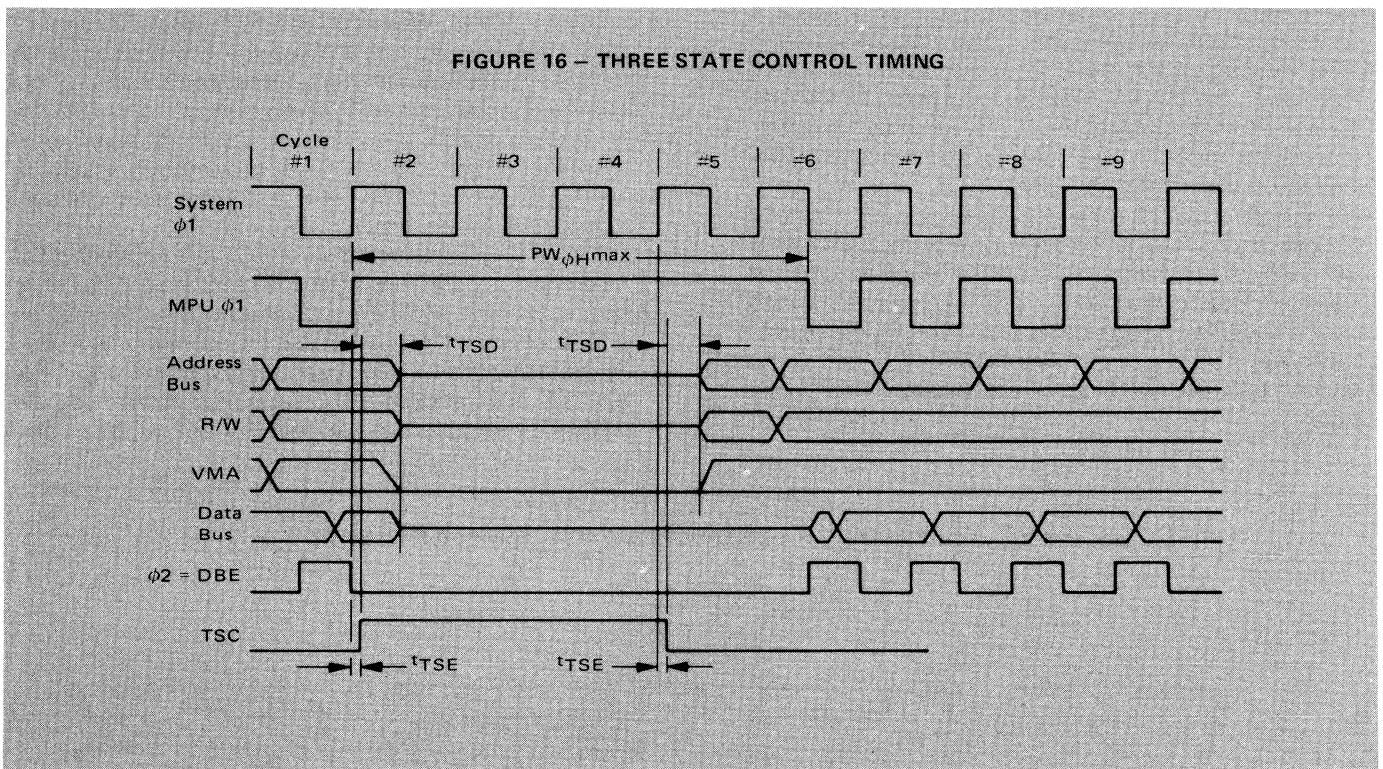 FIGURE 16 – THREE STATE CONTROL TIMING
Cycle
#1 #2 #3 #4 #5 #6 #7 #8 #9
System
ϕ1
PWϕHmax
MPU ϕ1
tTSD tTSD
Address
Bus
R/W
VMA
Data
Bus
ϕ2 = DBE
TSC
tTSE tTSE